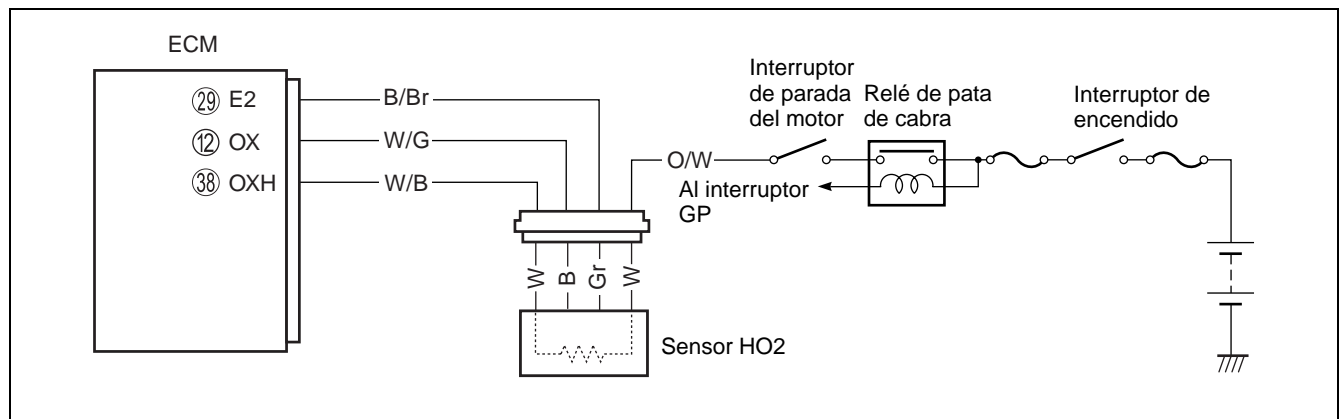 ECM
29 E2
12 OX
38 OXH
B/Br
W/G
W/B
O/W
Interruptor
de parada
del motor
Relé de pata
de cabra
Interruptor de
encendido
Al interruptor
GP
W
B
Gr
W
Sensor HO2